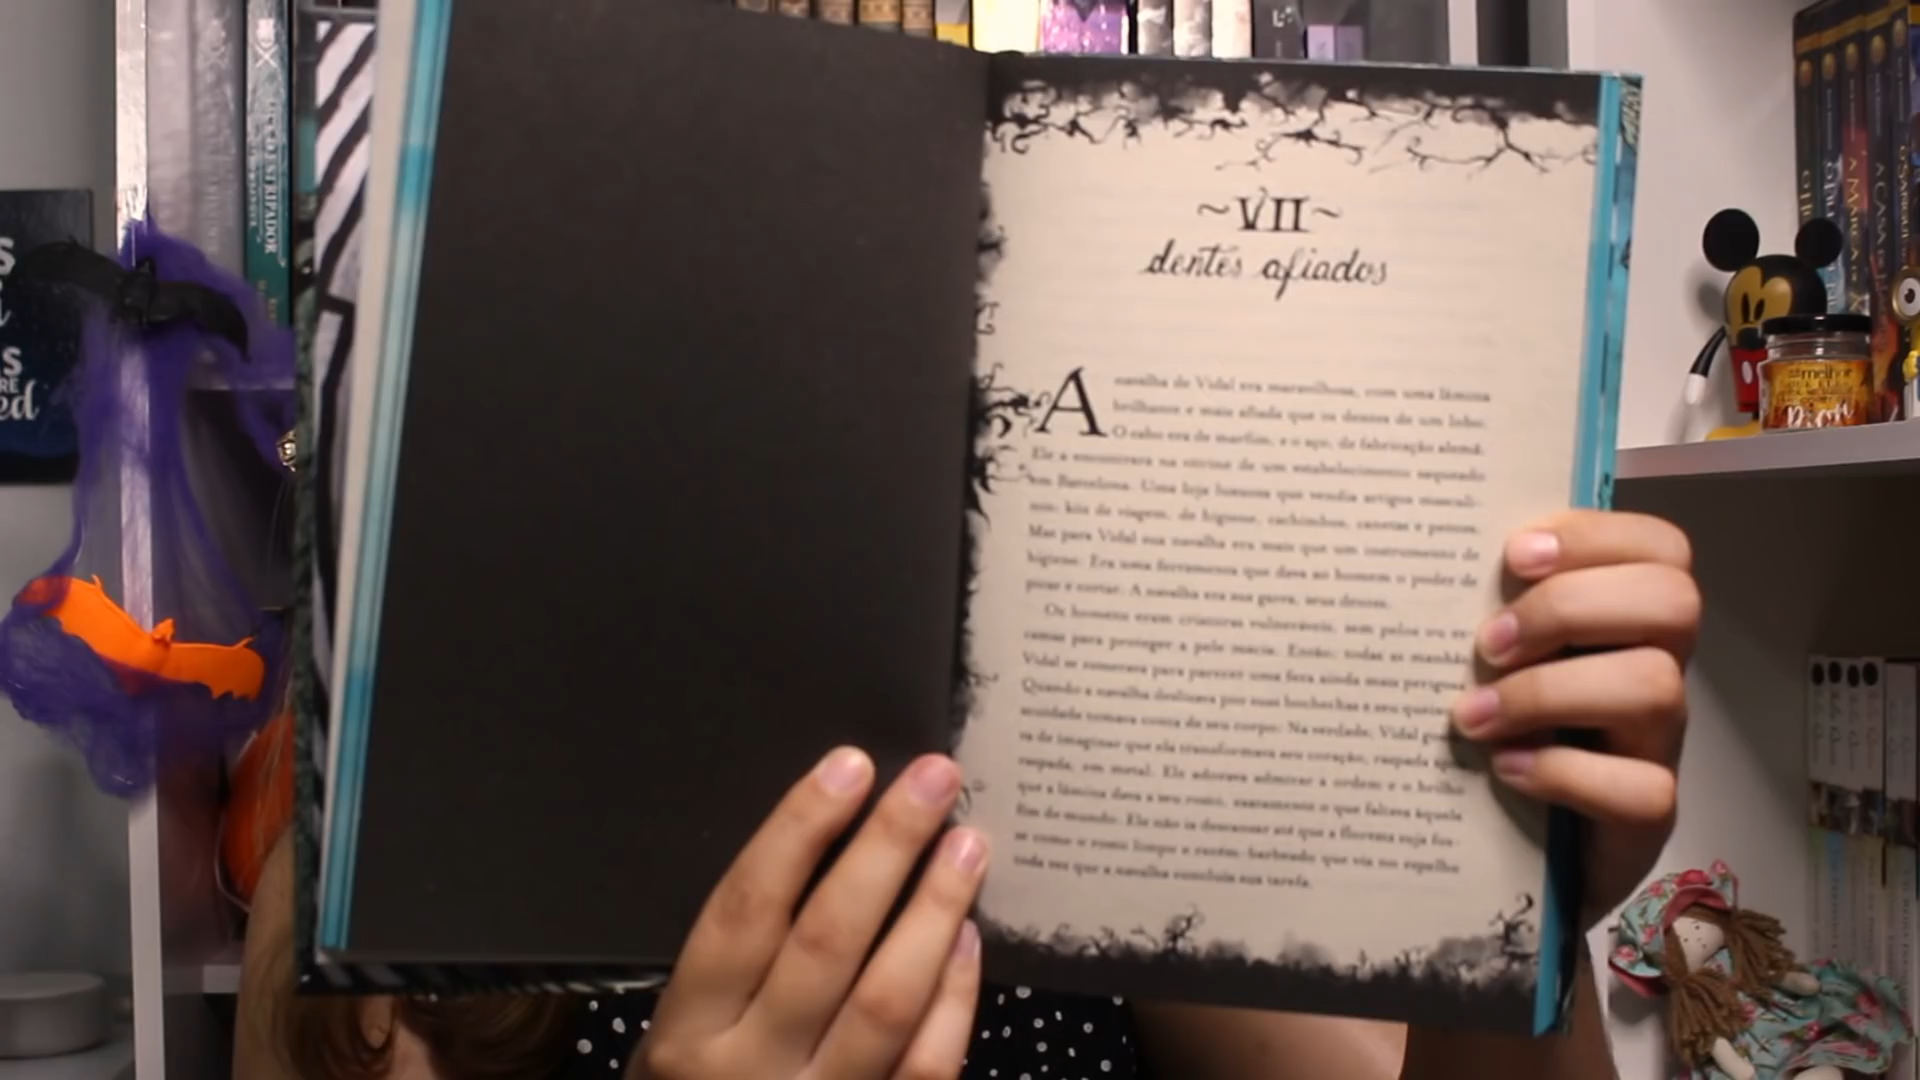 ~VII~
dentes afiados
A navalha de Vidal era maravilhosa, com uma lâmina
brilhante e mais afiada que os dentes de um lobo.
O cabo era de marfim, e o aço, de fabricação alemã.
Ele a encontrara na vitrine de um estabelecimento saqueado
em Barcelona. Uma loja luxuosa que vendia artigos masculi-
nos: kits de viagem, de higiene, cachimbos, canetas e pentes.
Mas para Vidal sua navalha era mais que um instrumento de
higiene. Era uma ferramenta que dava ao homem o poder de
picar e cortar. A navalha era sua garra, seus dentes.
Os homens eram criaturas vulneráveis, sem pelos ou es-
camas para proteger a pele macia. Então, todas as manhãs
Vidal se esmerava para parecer uma fera ainda mais perigosa.
Quando a navalha deslizava por suas bochechas e seu
acuidade tomava conta de seu corpo. Na verdade, Vidal
va de imaginar que ela transformava seu coração, raspada
raspada, em metal. Ele adorava admirar a ordem e o brilho
que a lâmina dava a seu rosto, exatamente o que faltava àquele
fim de mundo. Ele não ia descansar até que a floresta suja fos-
se como o rosto limpo e recém-barbeado que via no espelho
toda vez que a navalha concluía sua tarefa.
ESTRIPADOR
melhor